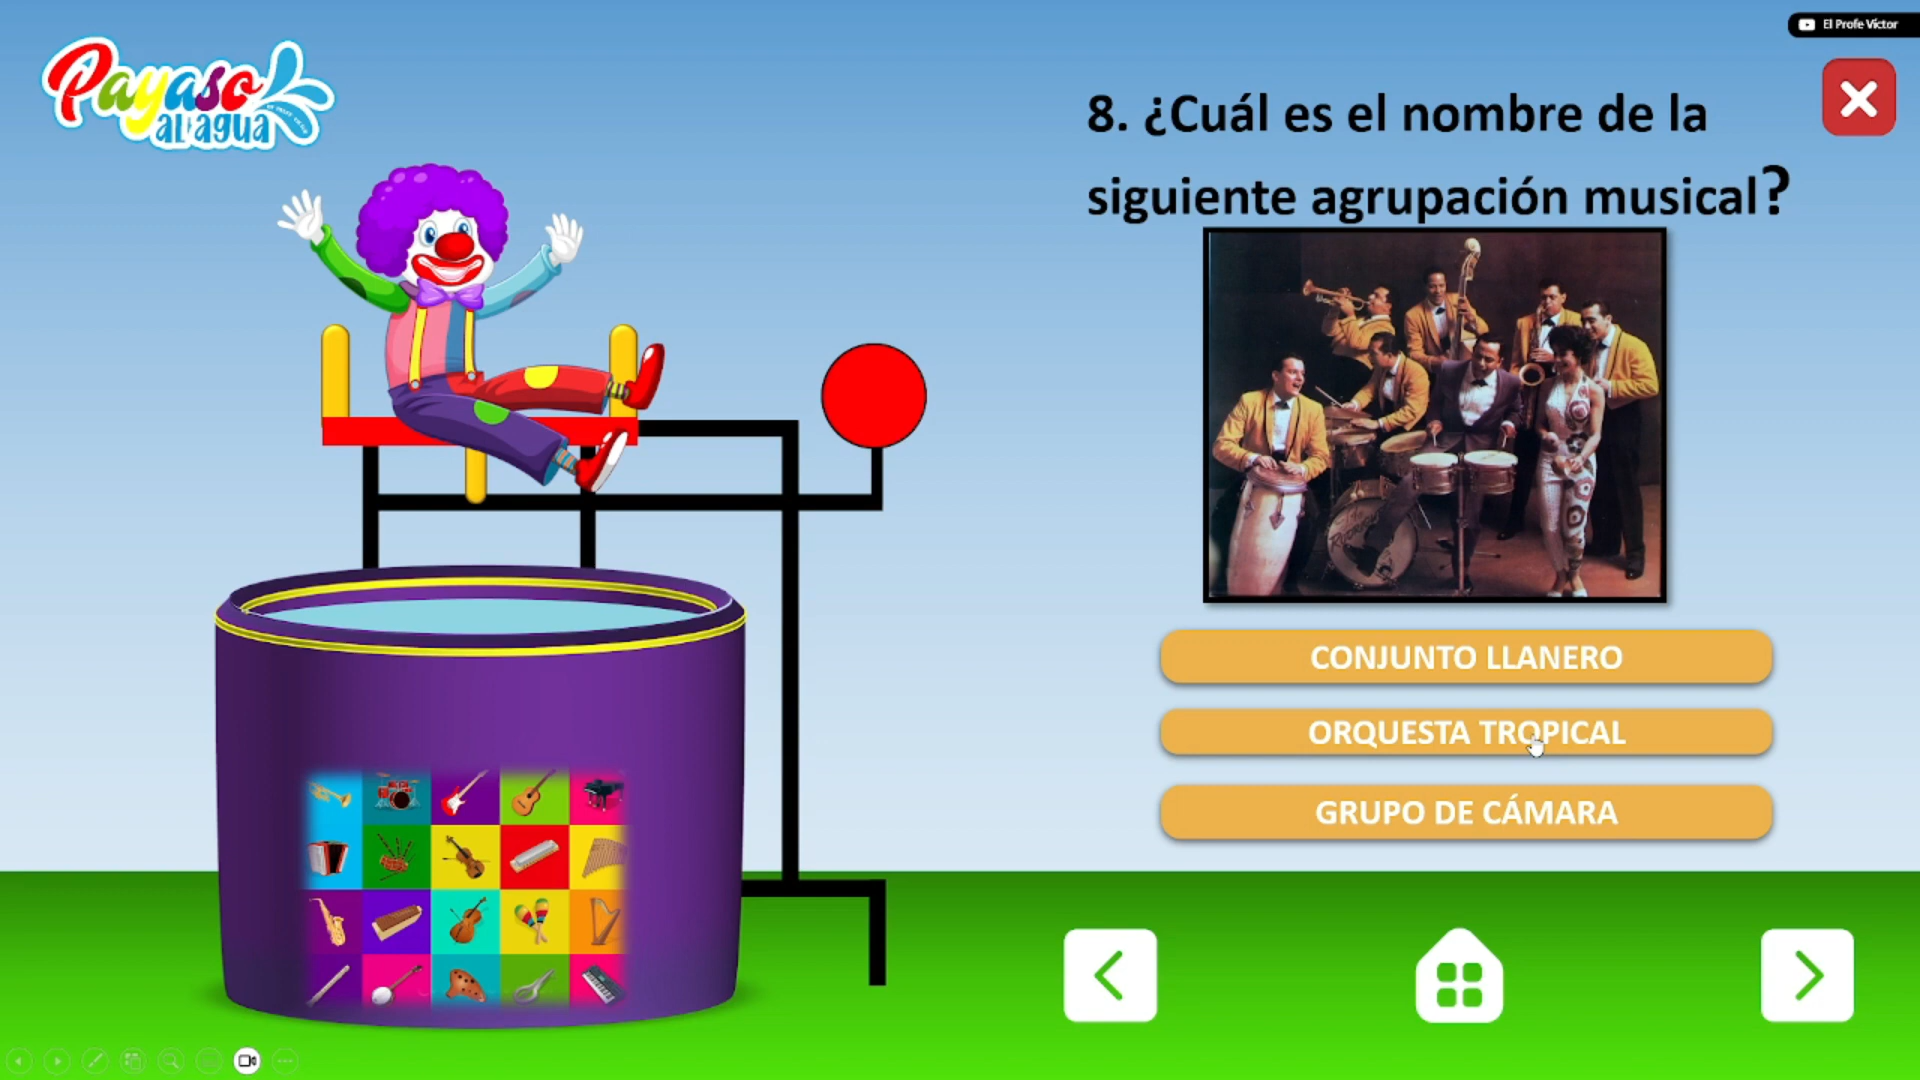 El Profe Víctor
Payaso
al agua
8. ¿Cuál es el nombre de la
siguiente agrupación musical?
CONJUNTO LLANERO
ORQUESTA TROPICAL
GRUPO DE CÁMARA